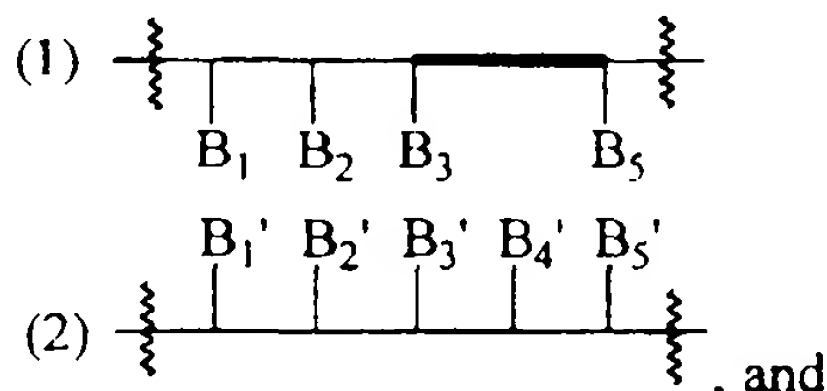 (1)
B₁ B₂ B₃ B₅
B₁' B₂' B₃' B₄' B₅'
(2)
, and